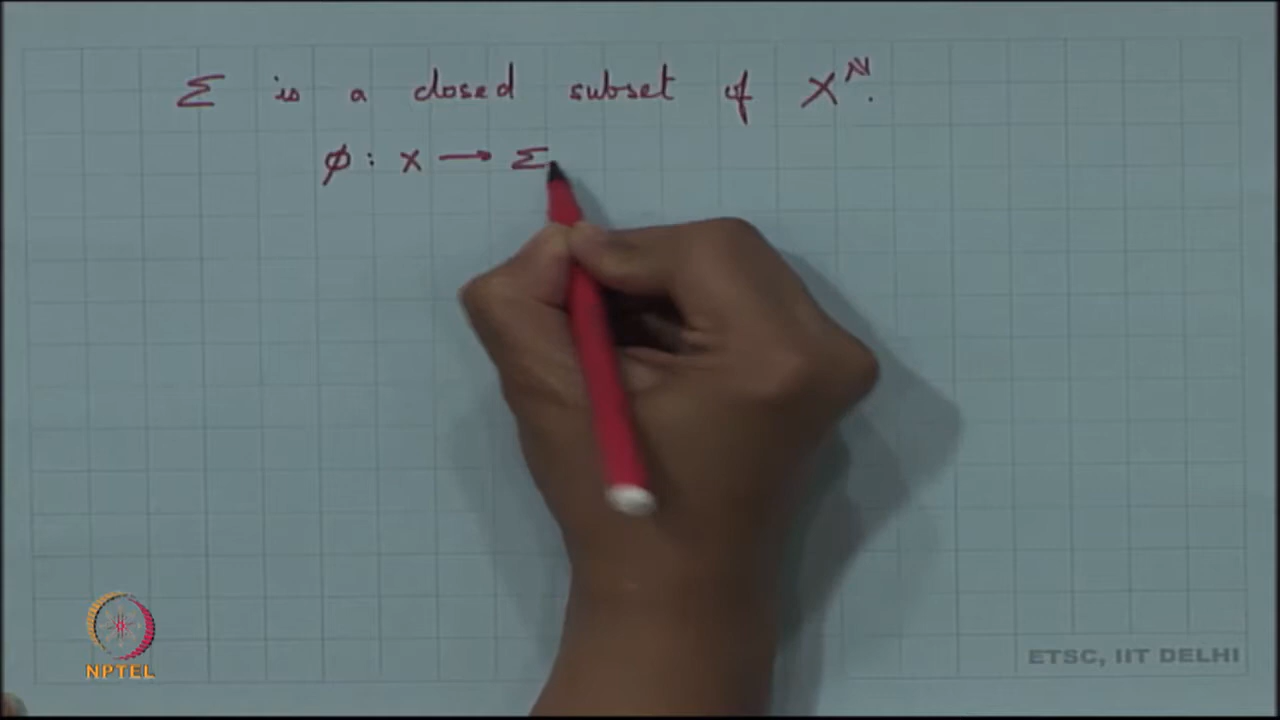 Σ is a closed subset of X^ℕ.
φ : X → Σ
NPTEL
ETSC, IIT DELHI